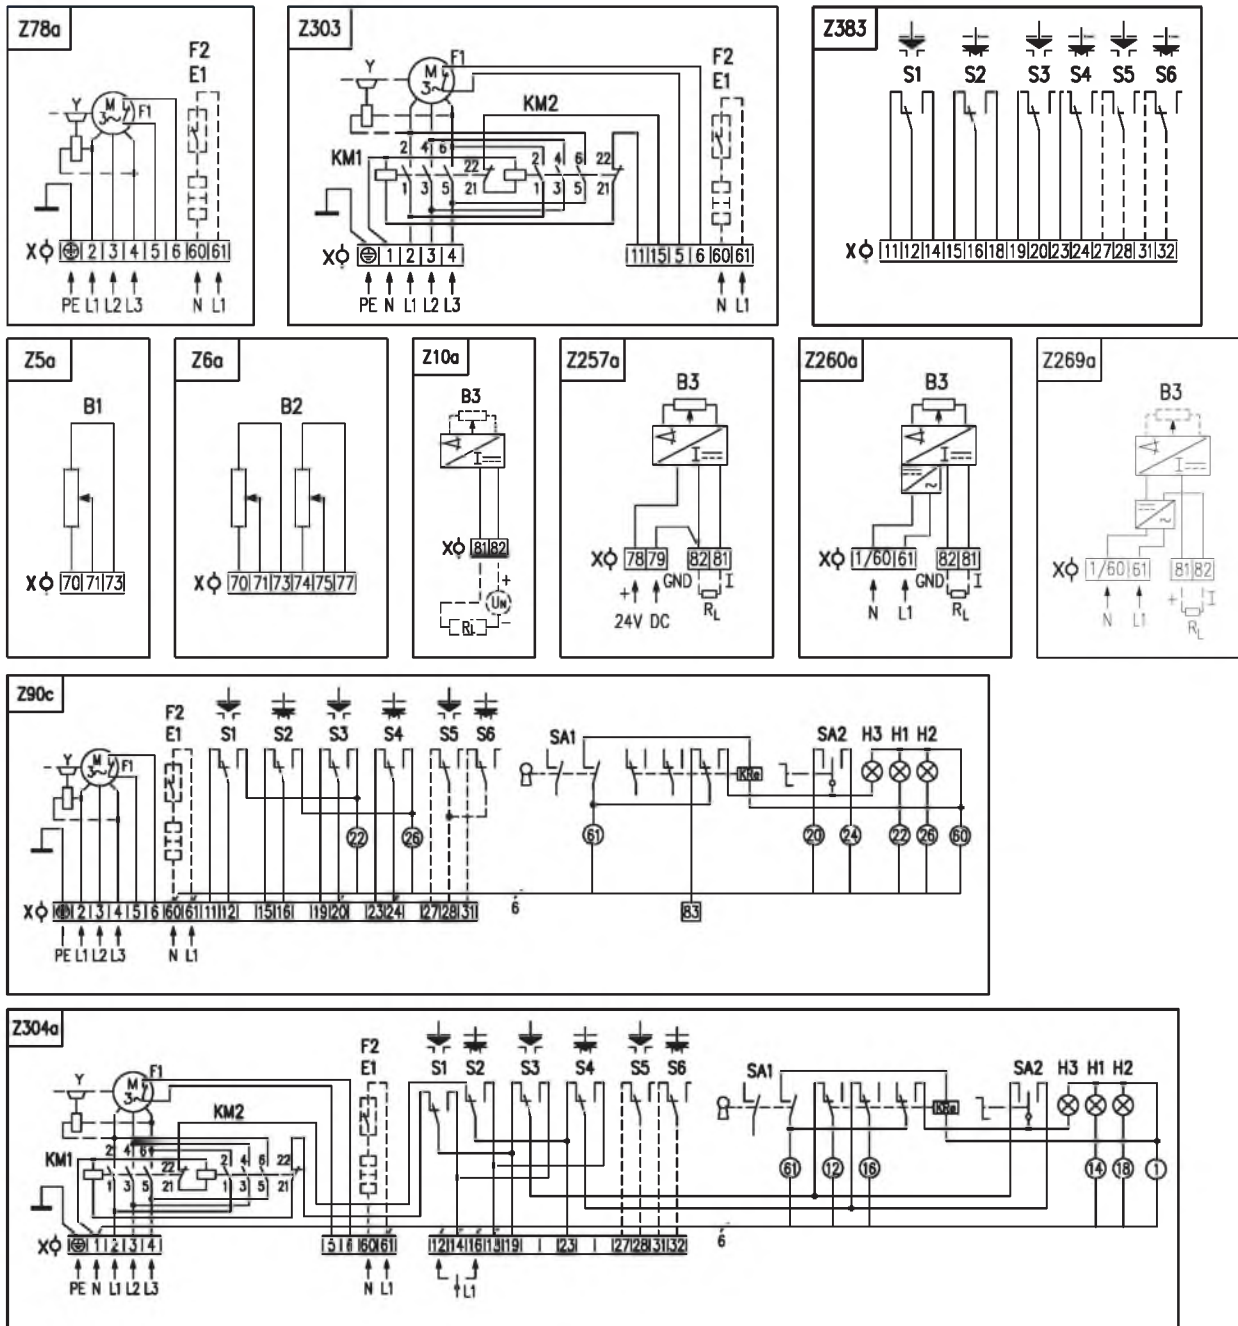 Z78a
F2
E1
Y
M
3~
F1
X
2 3 4 5 6 60 61
PE L1 L2 L3 N L1
Z303
F1
F2
E1
Y
M
3~
KM2
KM1
2 4 6 22 2 4 6 22
1 3 5 21 1 3 5 21
X
1 2 3 4 11 15 5 6 60 61
PE N L1 L2 L3 N L1
Z383
S1 S2 S3 S4 S5 S6
X
11 12 14 15 16 18 19 20 23 24 27 28 31 32
Z5a
B1
X
70 71 73
Z6a
B2
X
70 71 73 74 75 77
Z10a
B3
I
X
81 82
+
UN
RL
−
Z257a
B3
I
X
78 79 82 81
+ GND I
24V DC RL
Z260a
B3
I
~
X
1/60 61 82 81
GND I
N L1 RL
Z269a
B3
I
~
X
1/60 61 81 82
+ I
N L1 RL
Z90c
F2
E1
S1 S2 S3 S4 S5 S6
SA1 SA2 H3 H1 H2
Y
M
3~
F1
KRe
22 26 61 20 24 22 26 60
X
2 3 4 5 6 60 61 11 12 15 16 19 20 23 24 27 28 31
6
83
PE L1 L2 L3 N L1
Z304a
F1
F2
E1
S1 S2 S3 S4 S5 S6
SA1 SA2 H3 H1 H2
Y
M
3~
KM2
KM1
KRe
2 4 6 22 2 4 6 22
1 3 5 21 1 3 5 21
61 12 16 14 18 1
X
1 2 3 4 5 6 60 61 12 14 16 18 19 23 27 28 31 32
6
PE N L1 L2 L3 N L1 L1